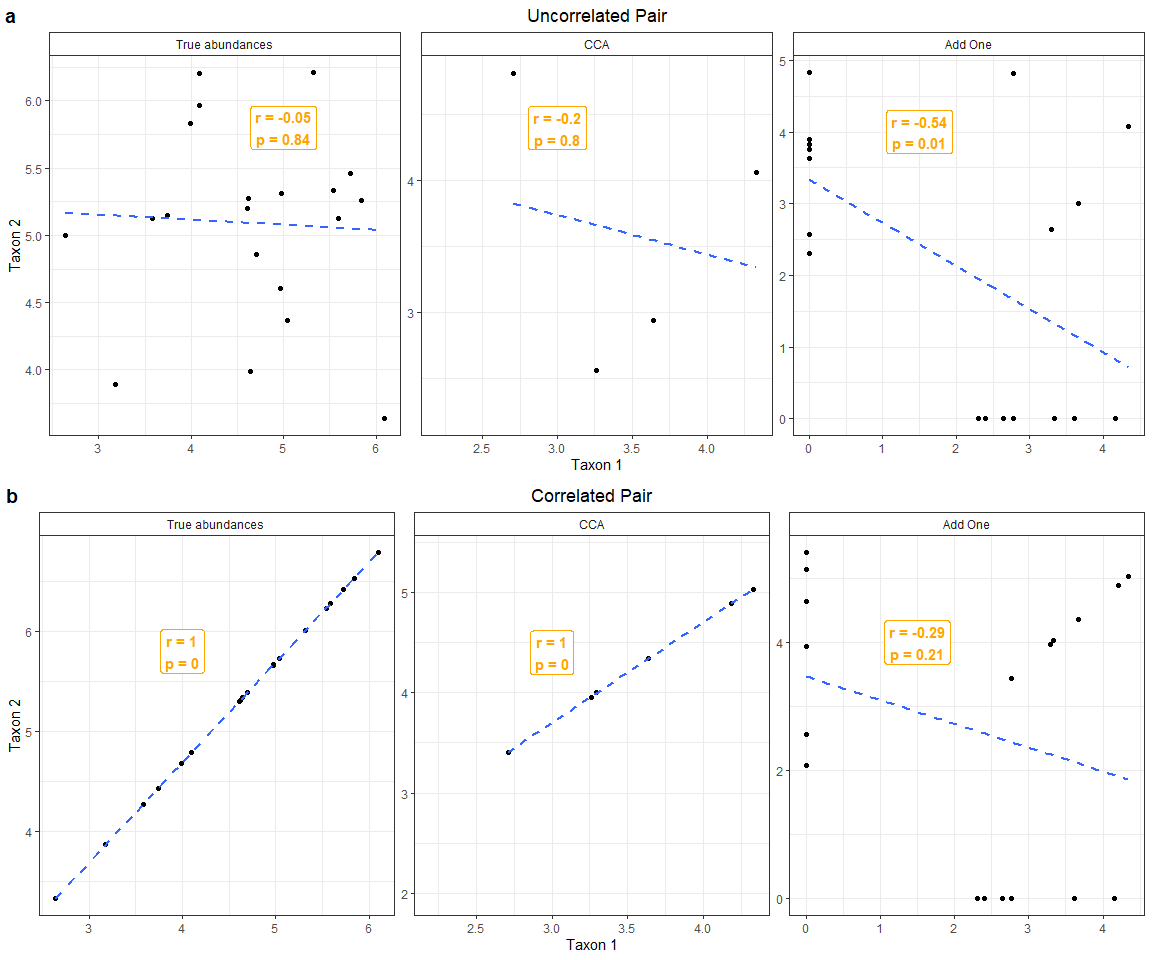 a
Uncorrelated Pair
True abundances
CCA
Add One
Taxon 2
6.0
5.5
5.0
4.5
4.0
r = -0.05
p = 0.84
3
4
5
6
4
3
r = -0.2
p = 0.8
2.5
3.0
3.5
4.0
5
4
3
2
1
0
r = -0.54
p = 0.01
0
1
2
3
4
Taxon 1
b
Correlated Pair
True abundances
CCA
Add One
Taxon 2
6
5
4
r = 1
p = 0
3
4
5
6
5
4
3
2
r = 1
p = 0
2.5
3.0
3.5
4.0
4
2
0
r = -0.29
p = 0.21
0
1
2
3
4
Taxon 1